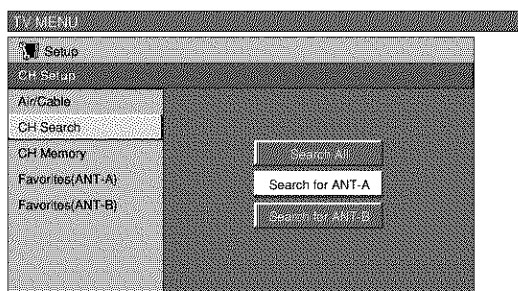 TV MENU
Setup
CH Setup
Air/Cable
CH Search
CH Memory
Favorites(ANT-A)
Favorites(ANT-B)
Search All
Search for ANT-A
Search for ANT-B